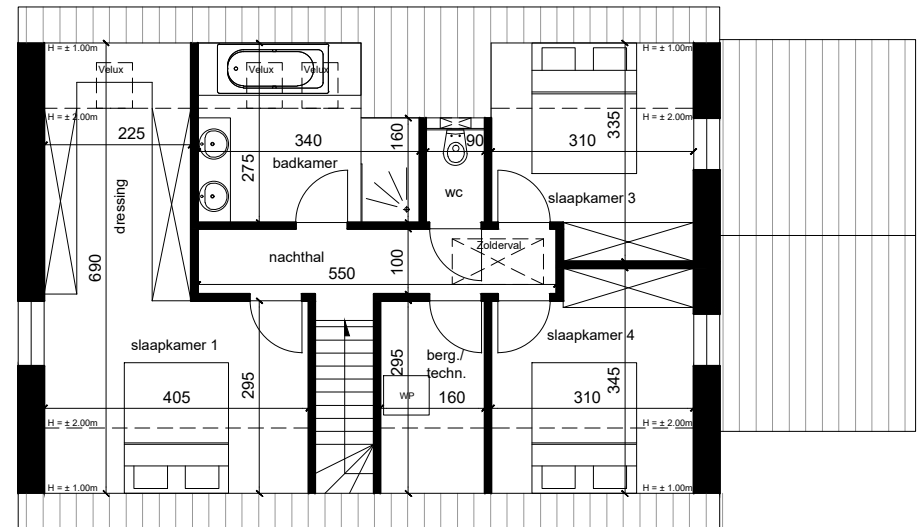 H = ± 1.00m
H = ± 1.00m
Velux
Velux
Velux
H = ± 2.00m
H = ± 2.00m
225
340
160
90
310
335
badkamer
275
wc
dressing
slaapkamer 3
690
nachthal
Zolderval
100
550
slaapkamer 1
slaapkamer 4
berg./
techn.
295
295
345
WP
405
160
310
H = ± 2.00m
H = ± 2.00m
H = ± 1.00m
H = ± 1.00m